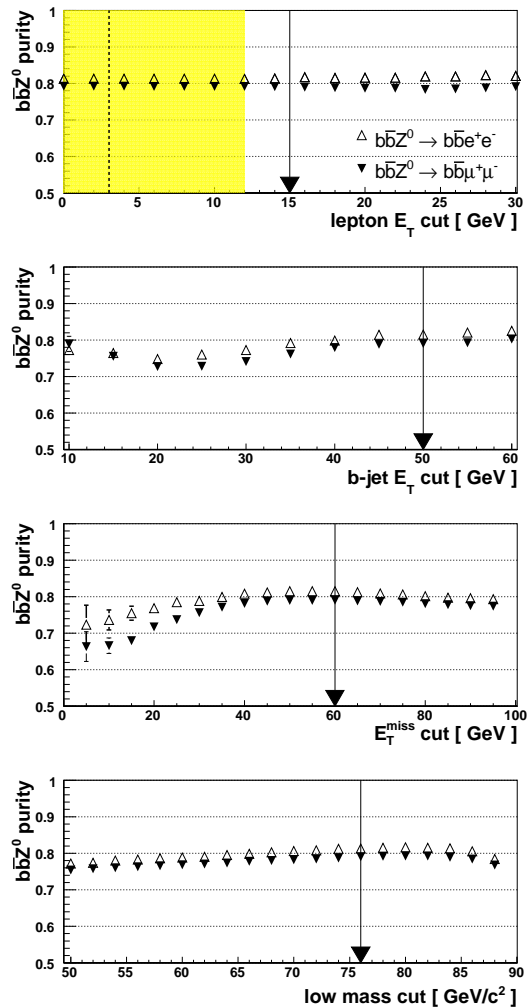 bb̅Z⁰ purity
1
0.9
0.8
0.7
0.6
0.5
bb̅Z⁰ → bb̅e⁺e⁻
bb̅Z⁰ → bb̅μ⁺μ⁻
0 5 10 15 20 25 30
lepton E_T cut [ GeV ]
bb̅Z⁰ purity
1
0.9
0.8
0.7
0.6
0.5
10 20 30 40 50 60
b-jet E_T cut [ GeV ]
bb̅Z⁰ purity
1
0.9
0.8
0.7
0.6
0.5
0 20 40 60 80 100
E_T^miss cut [ GeV ]
bb̅Z⁰ purity
1
0.9
0.8
0.7
0.6
0.5
50 55 60 65 70 75 80 85 90
low mass cut [ GeV/c² ]